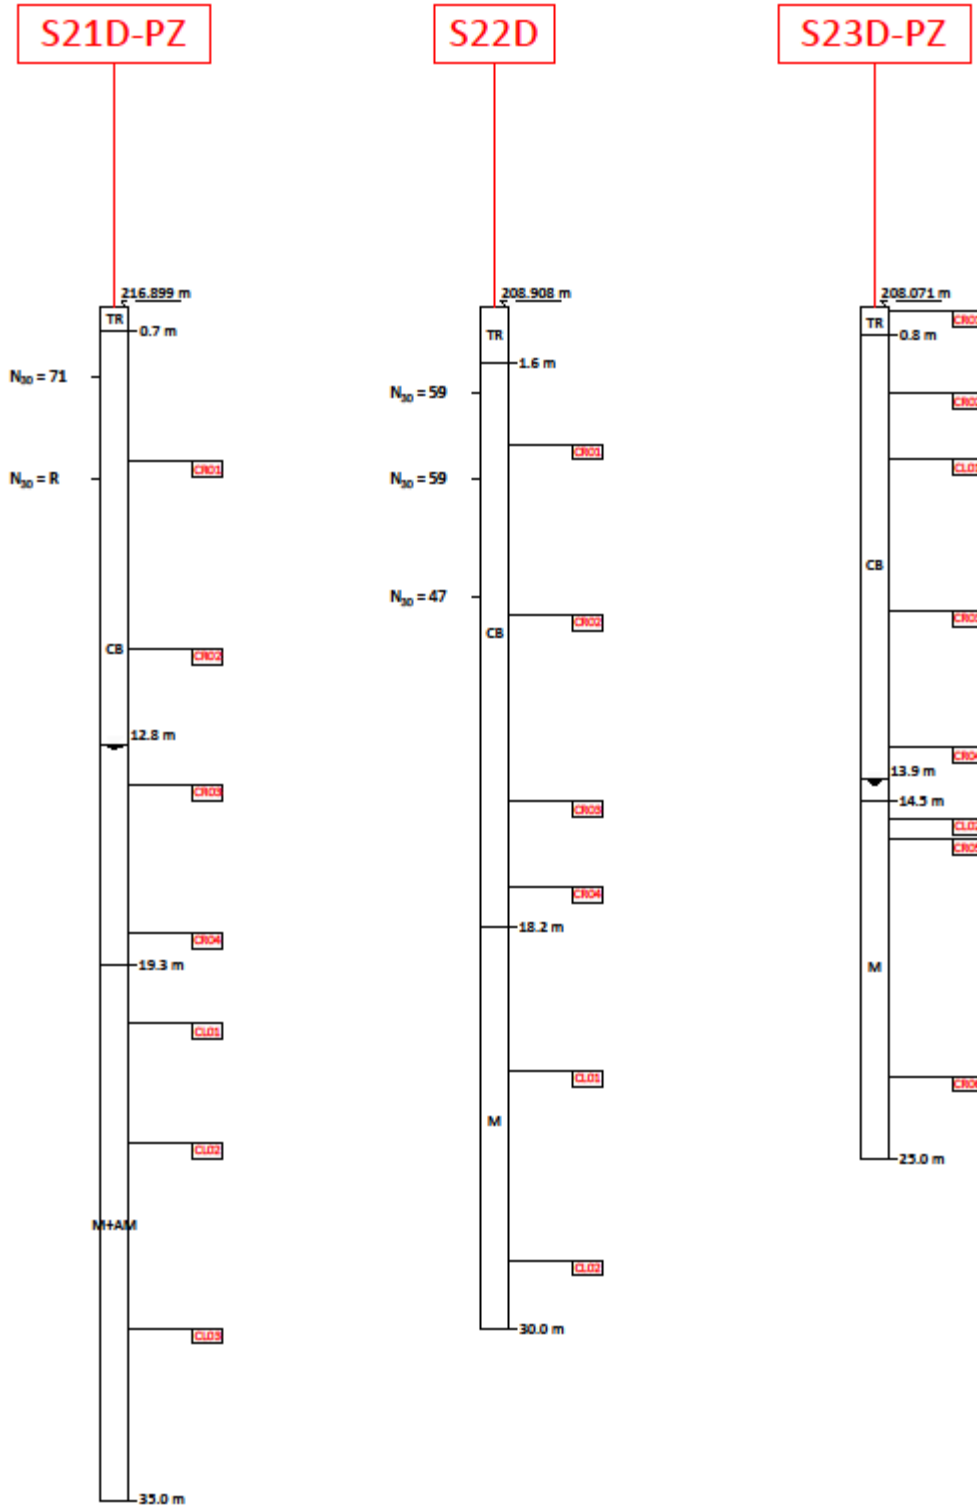 S21D-PZ
S22D
S23D-PZ
216.899 m
TR
0.7 m
N30 = 71
CR01
N30 = R
CB
CR02
12.8 m
CR03
CR04
19.3 m
CL01
CL02
M+AM
CL03
35.0 m
208.908 m
TR
1.6 m
N30 = 59
CR01
N30 = 59
N30 = 47
CR02
CB
CR03
CR04
18.2 m
CL01
M
CL02
30.0 m
208.071 m
TR
0.8 m
CB
13.9 m
14.5 m
M
25.0 m